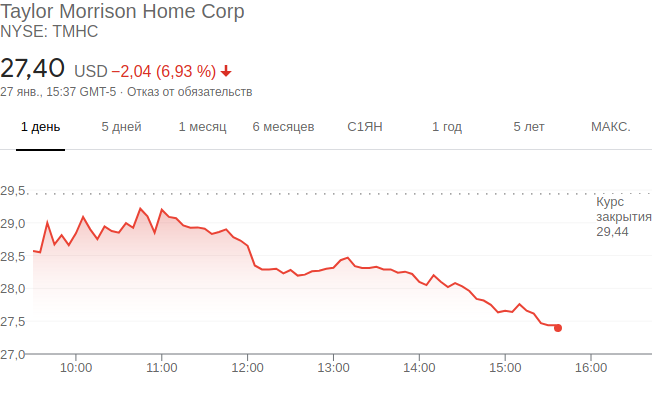 Taylor Morrison Home Corp
NYSE: TMHC
27,40 USD −2,04 (6,93 %)
27 янв., 15:37 GMT-5 · Отказ от обязательств
1 день 5 дней 1 месяц 6 месяцев С1ЯН 1 год 5 лет МАКС.
29,5
Курс
закрытия
29,44
29,0
28,5
28,0
27,5
27,0
10:00 11:00 12:00 13:00 14:00 15:00 16:00